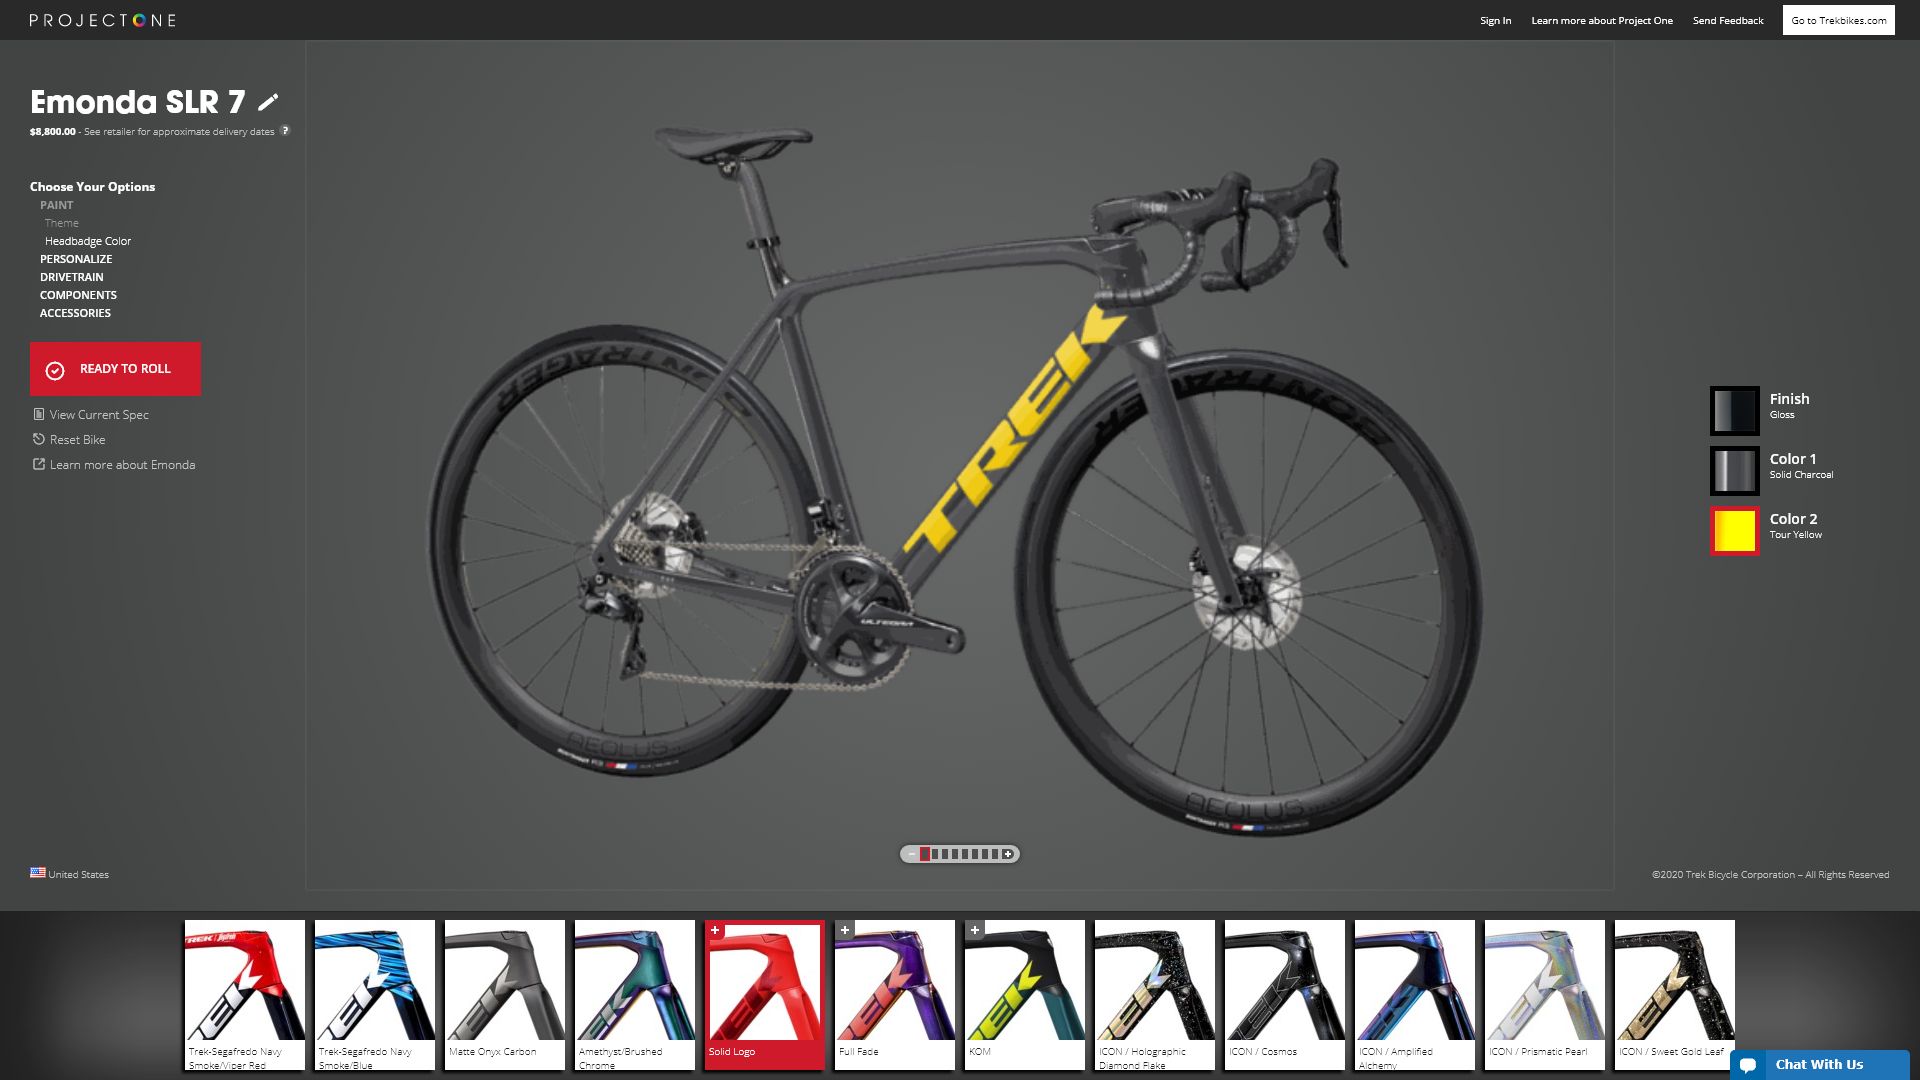 PROJECTONE
Sign In
Learn more about Project One
Send Feedback
Go to Trekbikes.com
Emonda SLR 7
$8,800.00 - See retailer for approximate delivery dates ?
Choose Your Options
PAINT
Theme
Headbadge Color
PERSONALIZE
DRIVETRAIN
COMPONENTS
ACCESSORIES
READY TO ROLL
View Current Spec
Reset Bike
Learn more about Emonda
BONTRAGER
TREK
BONTRAGER
ULTEGRA
AEOLUS
AEOLUS
Finish
Gloss
Color 1
Solid Charcoal
Color 2
Tour Yellow
United States
©2020 Trek Bicycle Corporation – All Rights Reserved
TREK
Trek-Segafredo Navy
Smoke/Viper Red
Trek-Segafredo Navy
Smoke/Blue
Matte Onyx Carbon
Amethyst/Brushed
Chrome
Solid Logo
Full Fade
KOM
ICON / Holographic
Diamond Flake
ICON / Cosmos
ICON / Amplified
Alchemy
ICON / Prismatic Pearl
ICON / Sweet Gold Leaf
Chat With Us